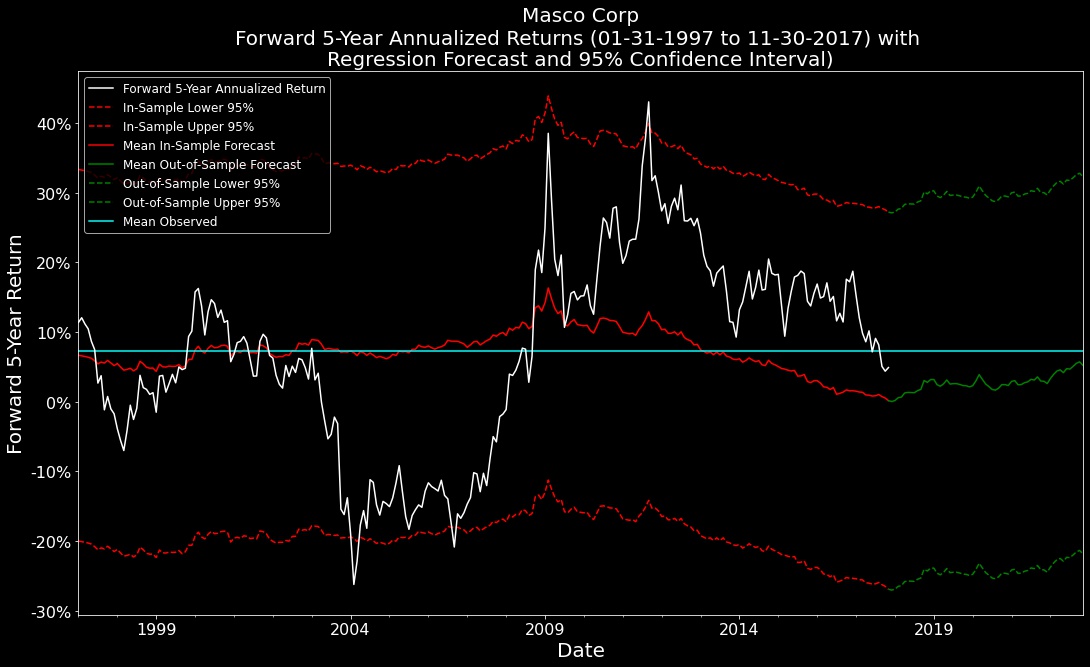 Masco Corp
Forward 5-Year Annualized Returns (01-31-1997 to 11-30-2017) with
Regression Forecast and 95% Confidence Interval)
Forward 5-Year Annualized Return
In-Sample Lower 95%
In-Sample Upper 95%
Mean In-Sample Forecast
Mean Out-of-Sample Forecast
Out-of-Sample Lower 95%
Out-of-Sample Upper 95%
Mean Observed
Forward 5-Year Return
40%
30%
20%
10%
0%
-10%
-20%
-30%
1999 2004 2009 2014 2019
Date